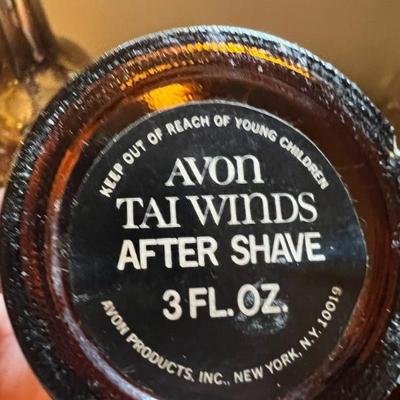 KEEP OUT OF REACH OF YOUNG CHILDREN
AVON
TAI WINDS
AFTER SHAVE
3 FL. OZ.
AVON PRODUCTS, INC., NEW YORK, N.Y. 10019